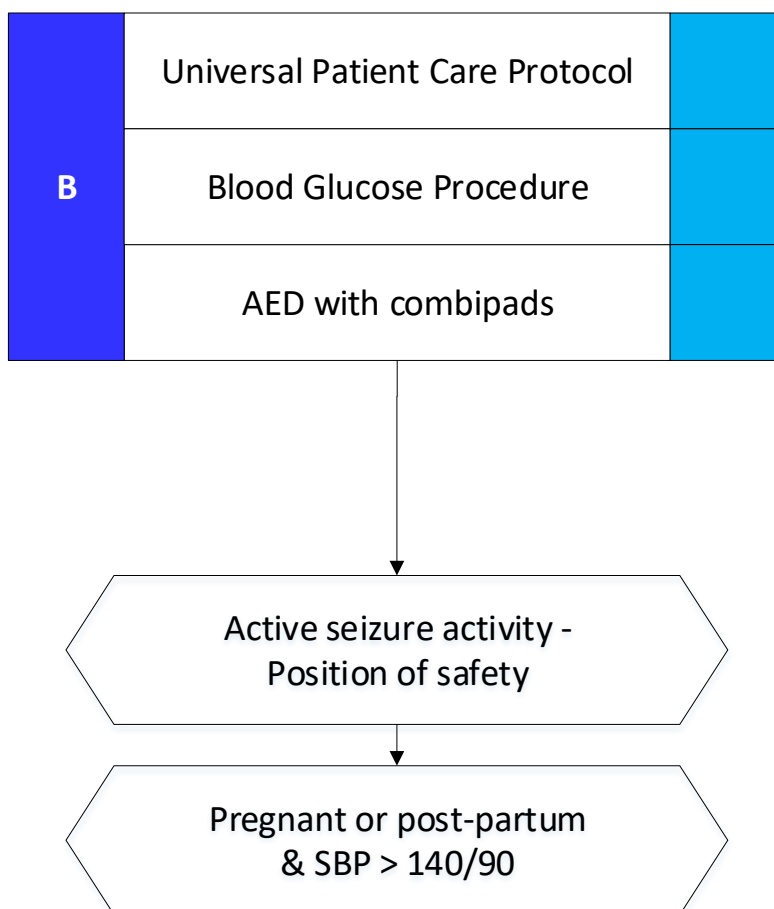 Universal Patient Care Protocol
B
Blood Glucose Procedure
AED with combipads
Active seizure activity -
Position of safety
Pregnant or post-partum
& SBP > 140/90